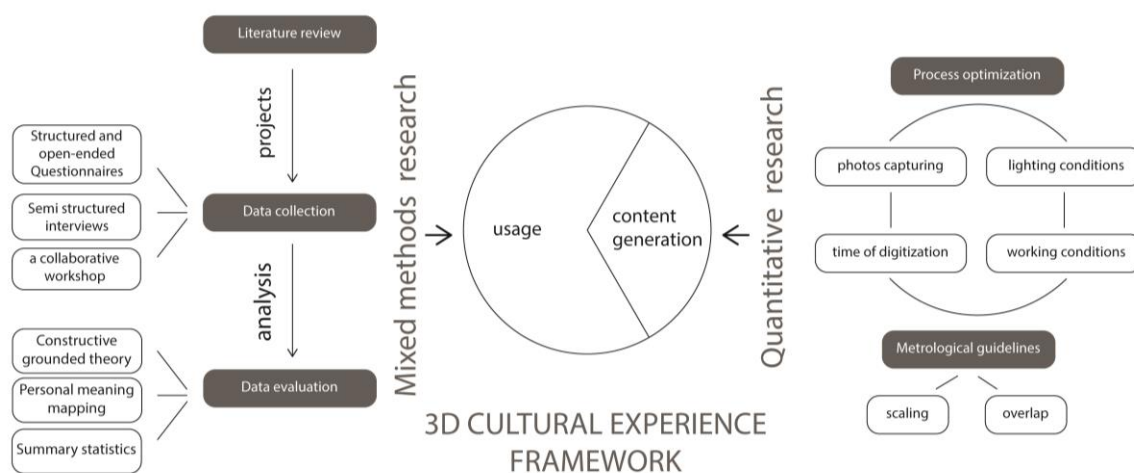 Literature review
projects
Structured and
open-ended
Questionnaires
Semi structured
interviews
a collaborative
workshop
Data collection
analysis
Constructive
grounded theory
Personal meaning
mapping
Summary statistics
Data evaluation
Mixed methods research
usage
content
generation
3D CULTURAL EXPERIENCE
FRAMEWORK
Quantitative research
Process optimization
photos capturing
lighting conditions
time of digitization
working conditions
Metrological guidelines
scaling
overlap